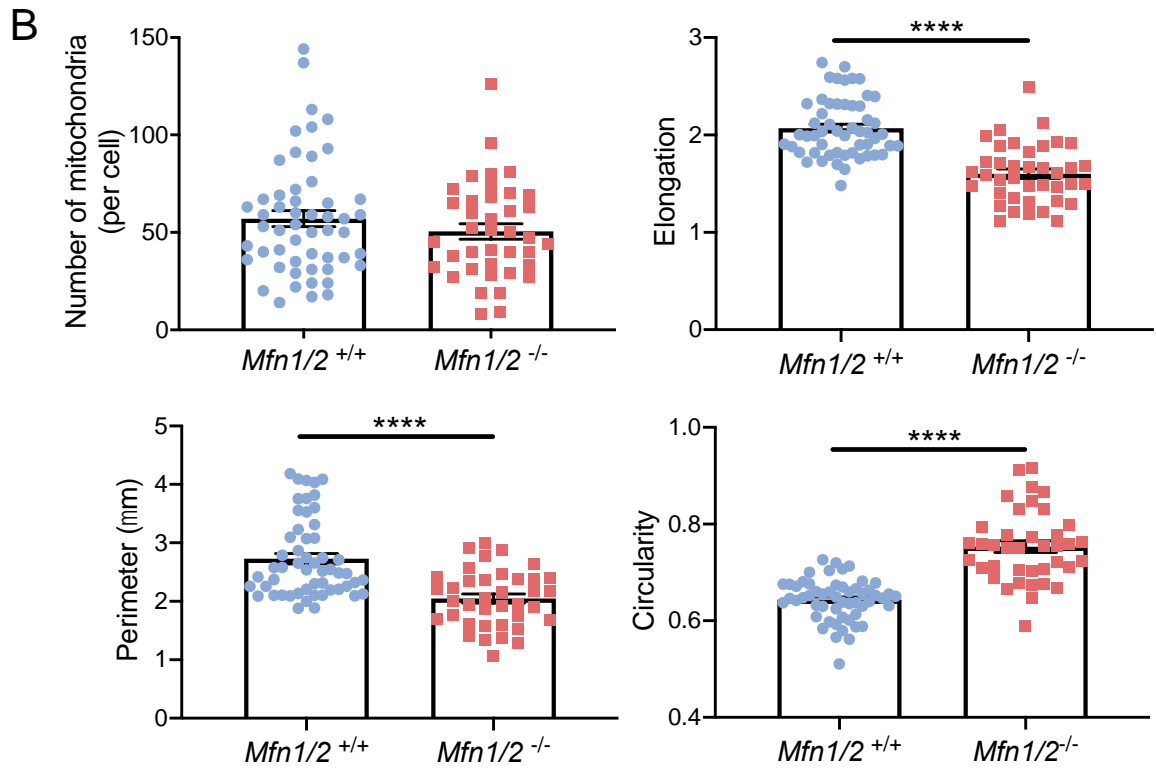 B
Number of mitochondria
(per cell)
150
100
50
0
Mfn1/2 +/+
Mfn1/2 -/-
Elongation
3
2
1
0
****
Mfn1/2 +/+
Mfn1/2 -/-
Perimeter (mm)
5
4
3
2
1
0
****
Mfn1/2 +/+
Mfn1/2 -/-
Circularity
1.0
0.8
0.6
0.4
****
Mfn1/2 +/+
Mfn1/2-/-